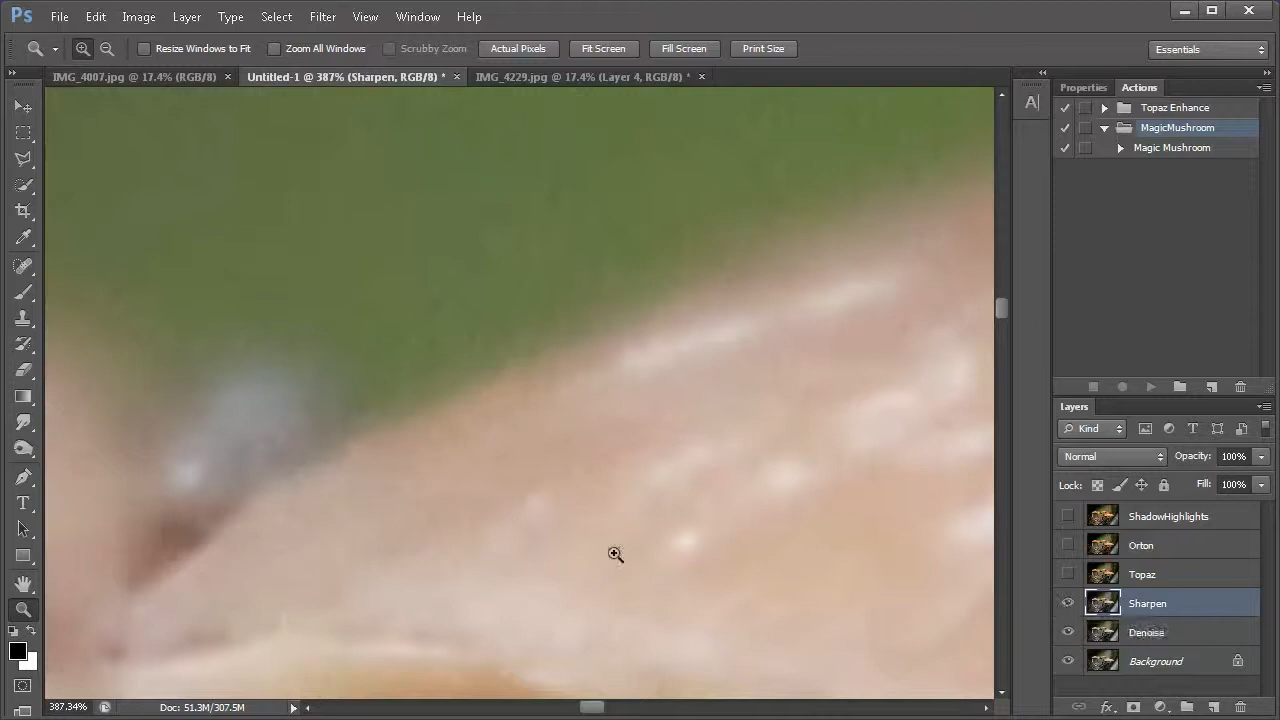 Ps File Edit Image Layer Type Select Filter View Window Help
Resize Windows to Fit Zoom All Windows Scrubby Zoom Actual Pixels Fit Screen Fill Screen Print Size Essentials
IMG_4007.jpg @ 17.4% (RGB/8) × Untitled-1 @ 387% (Sharpen, RGB/8) * × IMG_4229.jpg @ 17.4% (Layer 4, RGB/8) * ×
Properties Actions
Topaz Enhance
MagicMushroom
Magic Mushroom
Layers
Kind
Normal Opacity: 100%
Lock: Fill: 100%
ShadowHighlights
Orton
Topaz
Sharpen
Denoise
Background
387.34% Doc: 51.3M/307.5M